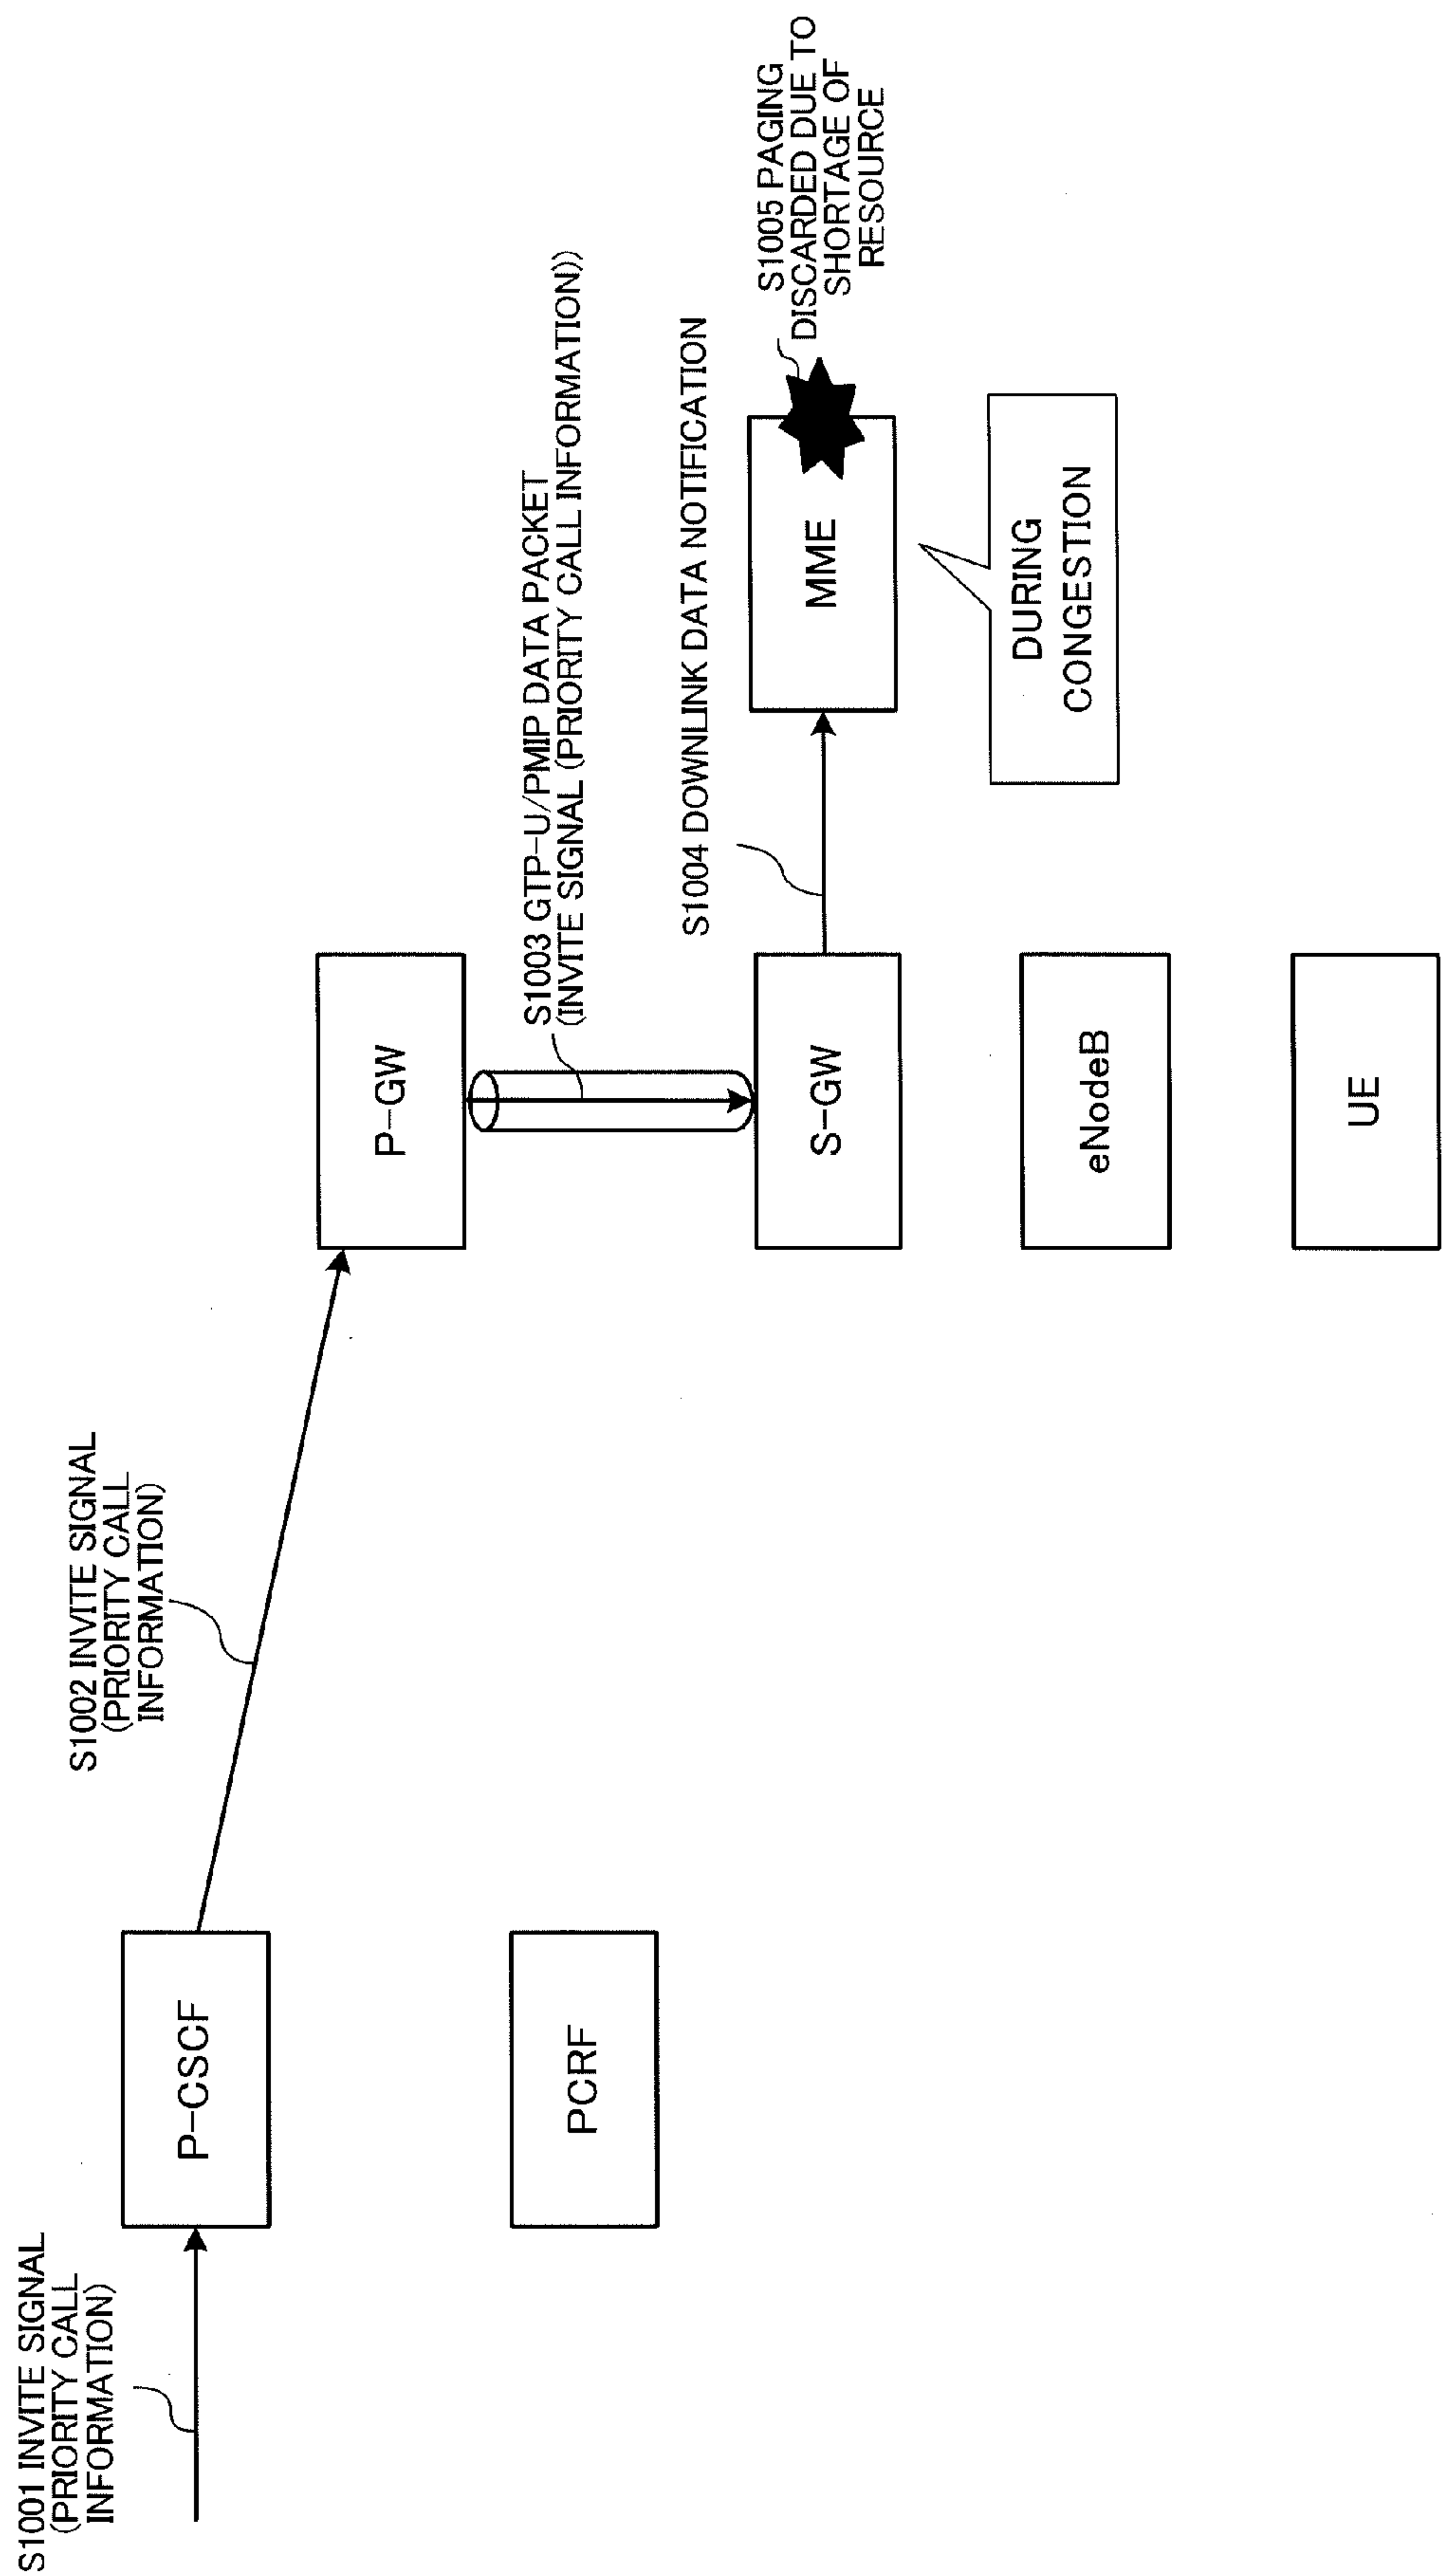 S1001 INVITE SIGNAL
(PRIORITY CALL
INFORMATION)
P-CSCF
PCRF
S1002 INVITE SIGNAL
(PRIORITY CALL
INFORMATION)
P-GW
S1003 GTP-U/PMIP DATA PACKET
(INVITE SIGNAL (PRIORITY CALL INFORMATION))
S-GW
S1004 DOWNLINK DATA NOTIFICATION
MME
S1005 PAGING
DISCARDED DUE TO
SHORTAGE OF
RESOURCE
DURING
CONGESTION
eNodeB
UE